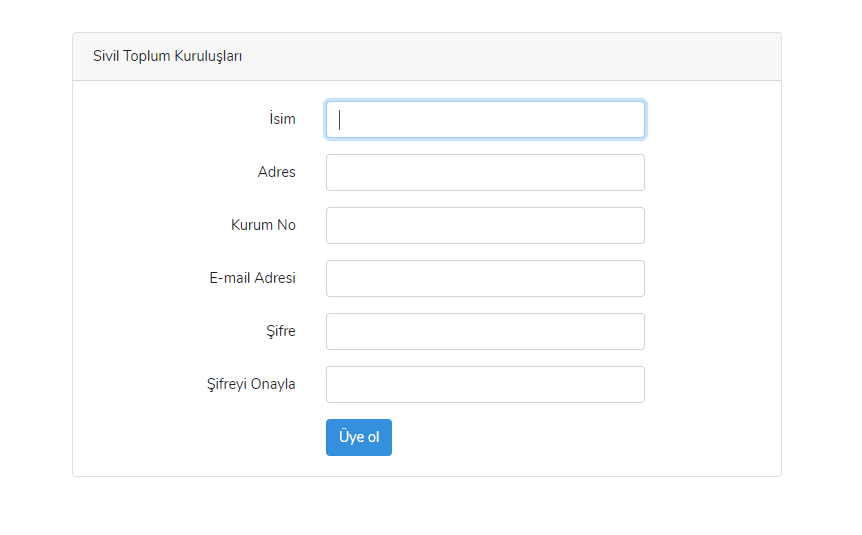 Sivil Toplum Kuruluşları
İsim
Adres
Kurum No
E-mail Adresi
Şifre
Şifreyi Onayla
Üye ol